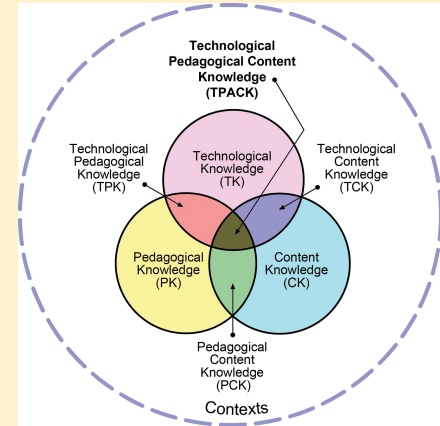 Technological
Pedagogical Content
Knowledge
(TPACK)
Technological
Pedagogical
Knowledge
(TPK)
Technological
Knowledge
(TK)
Technological
Content
Knowledge
(TCK)
Pedagogical
Knowledge
(PK)
Content
Knowledge
(CK)
Pedagogical
Content
Knowledge
(PCK)
Contexts